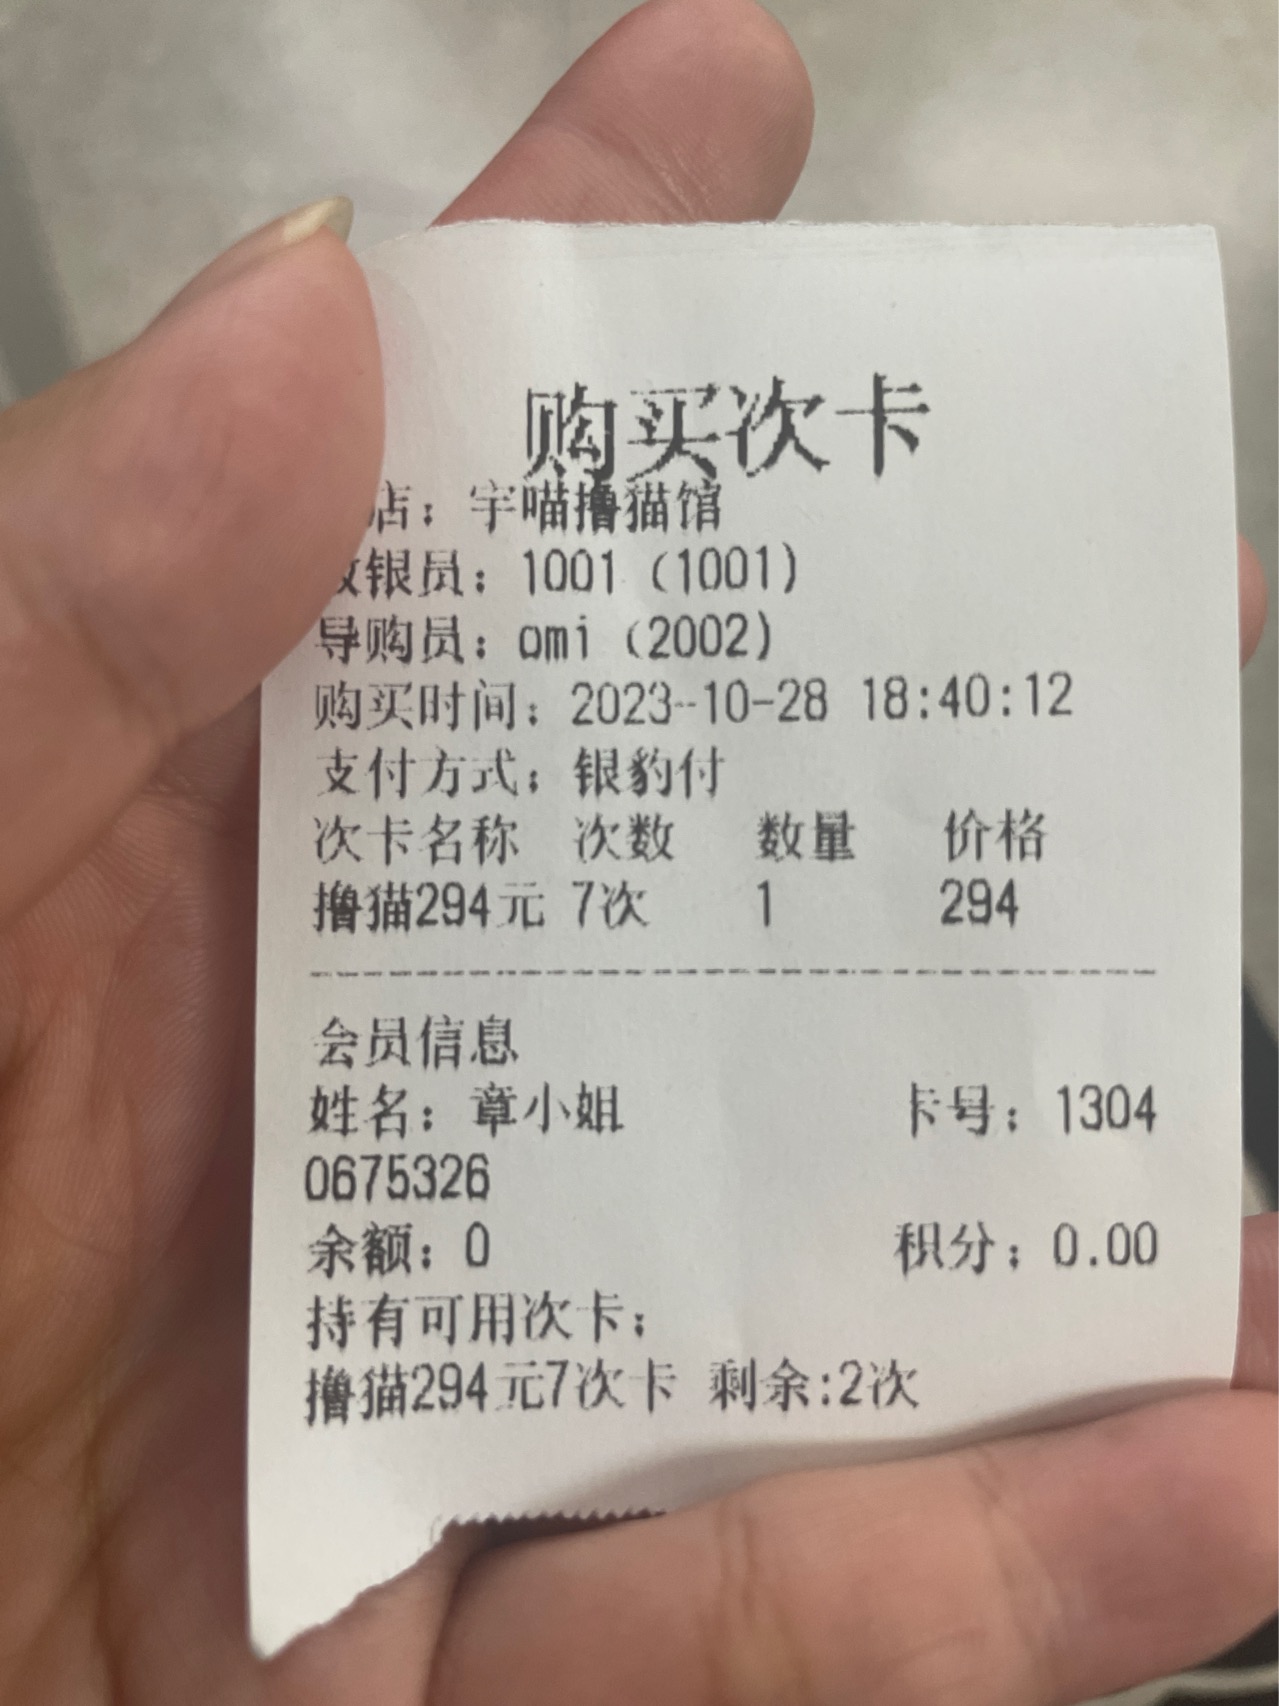 购买次卡
店：宇喵撸猫馆
银员：1001（1001）
导购员：omi（2002）
购买时间：2023-10-28 18:40:12
支付方式：银豹付
次卡名称 次数 数量 价格
撸猫294元 7次 1 294
--------------------------------
会员信息
姓名：章小姐 卡号：1304
0675326
余额：0 积分：0.00
持有可用次卡：
撸猫294元7次卡 剩余:2次